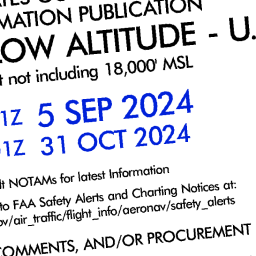 MATION PUBLICATION
LOW ALTITUDE - U.
not including 18,000' MSL
1Z 5 SEP 2024
1Z 31 OCT 2024
NOTAMs for latest Information
to FAA Safety Alerts and Charting Notices at:
ov/air_traffic/flight_info/aeronav/safety_alerts
COMMENTS, AND/OR PROCUREMENT